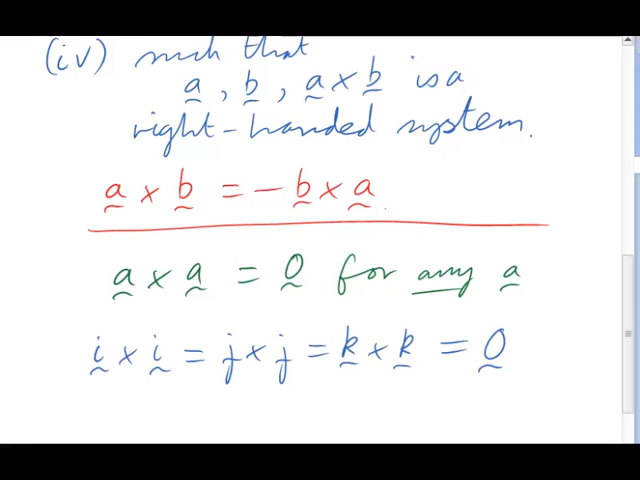 (iv) such that
a, b, a × b is a
right-handed system.
a × b = - b × a
a × a = 0 for any a
i × i = j × j = k × k = 0